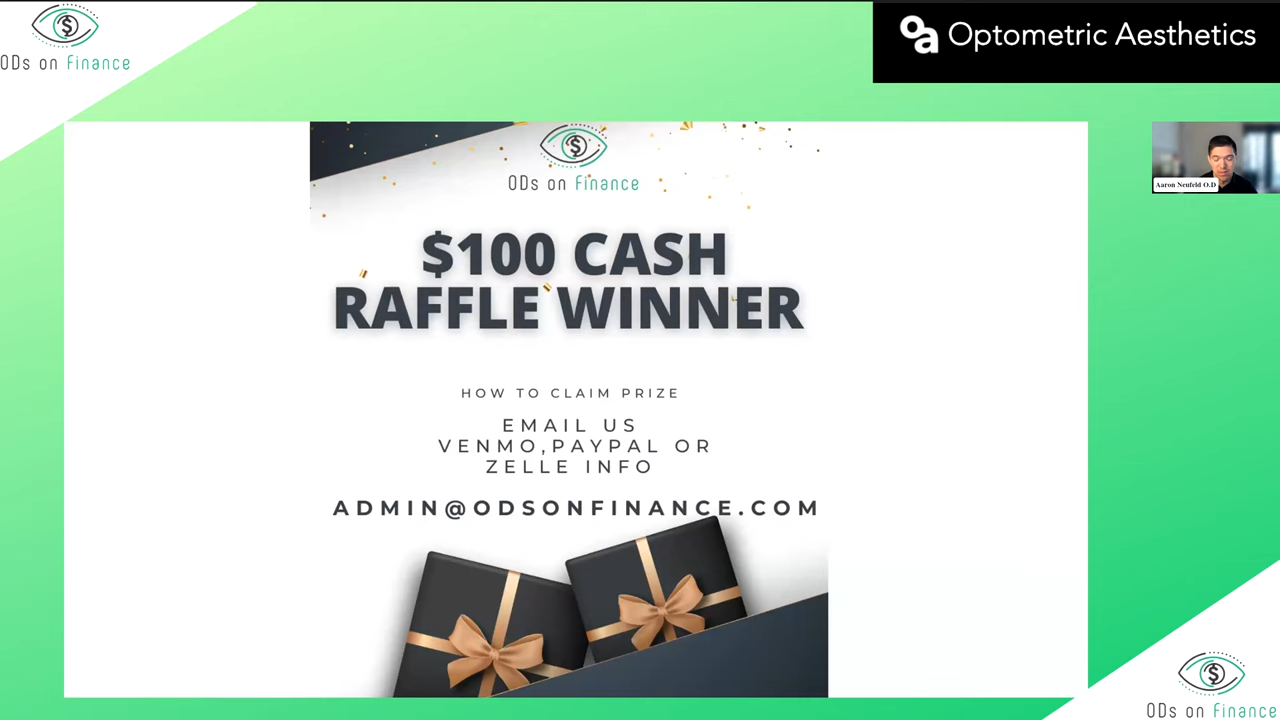 $
ODs on Finance
oa Optometric Aesthetics
$
ODs on Finance
$100 CASH
RAFFLE WINNER
Aaron Neufeld O.D
HOW TO CLAIM PRIZE
EMAIL US
VENMO,PAYPAL OR
ZELLE INFO
ADMIN@ODSONFINANCE.COM
$
ODs on Finance